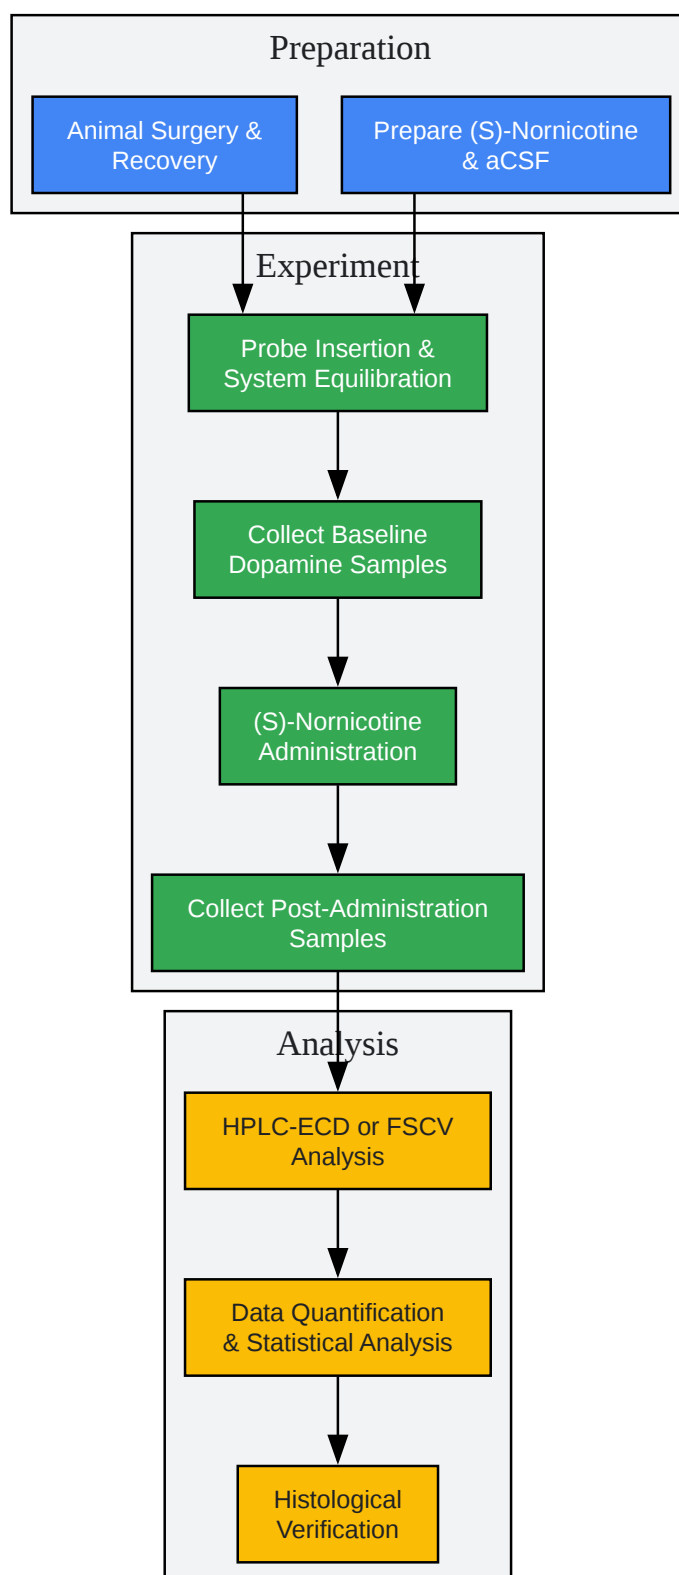 Preparation
Animal Surgery &
Recovery
Prepare (S)-Nornicotine
& aCSF
Experiment
Probe Insertion &
System Equilibration
Collect Baseline
Dopamine Samples
(S)-Nornicotine
Administration
Collect Post-Administration
Samples
Analysis
HPLC-ECD or FSCV
Analysis
Data Quantification
& Statistical Analysis
Histological
Verification